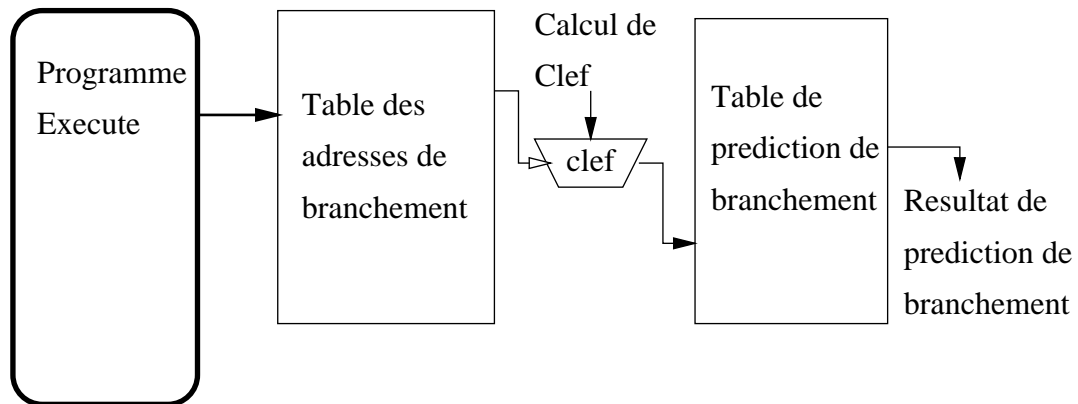 Programme
Execute
Table des
adresses de
branchement
Calcul de
Clef
clef
Table de
prediction de
branchement
Resultat de
prediction de
branchement